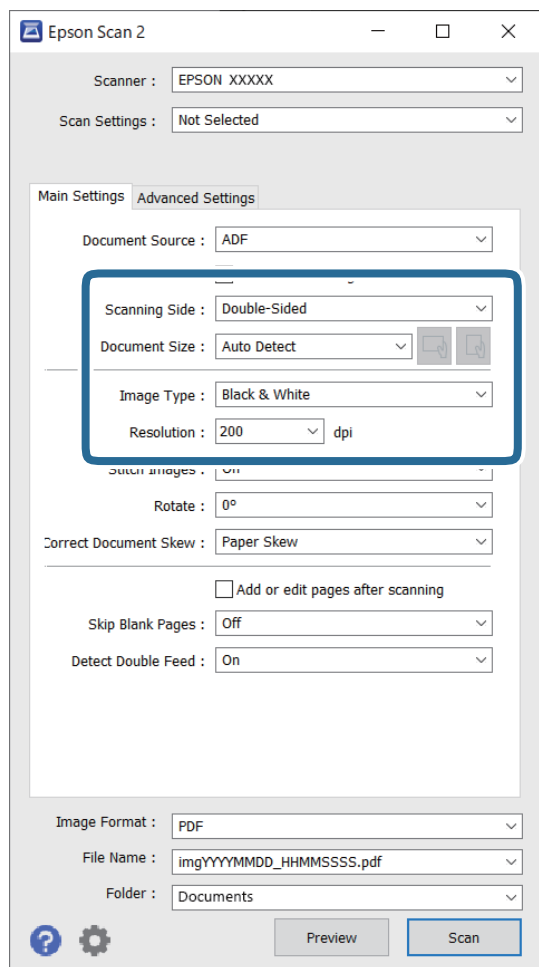 Epson Scan 2
Scanner : EPSON XXXXX
Scan Settings : Not Selected
Main Settings Advanced Settings
Document Source : ADF
Scanning Side : Double-Sided
Document Size : Auto Detect
Image Type : Black & White
Resolution : 200 dpi
Stitch Images : On
Rotate : 0°
Correct Document Skew : Paper Skew
Add or edit pages after scanning
Skip Blank Pages : Off
Detect Double Feed : On
Image Format : PDF
File Name : imgYYYYMMDD_HHMMSSSS.pdf
Folder : Documents
? Preview Scan